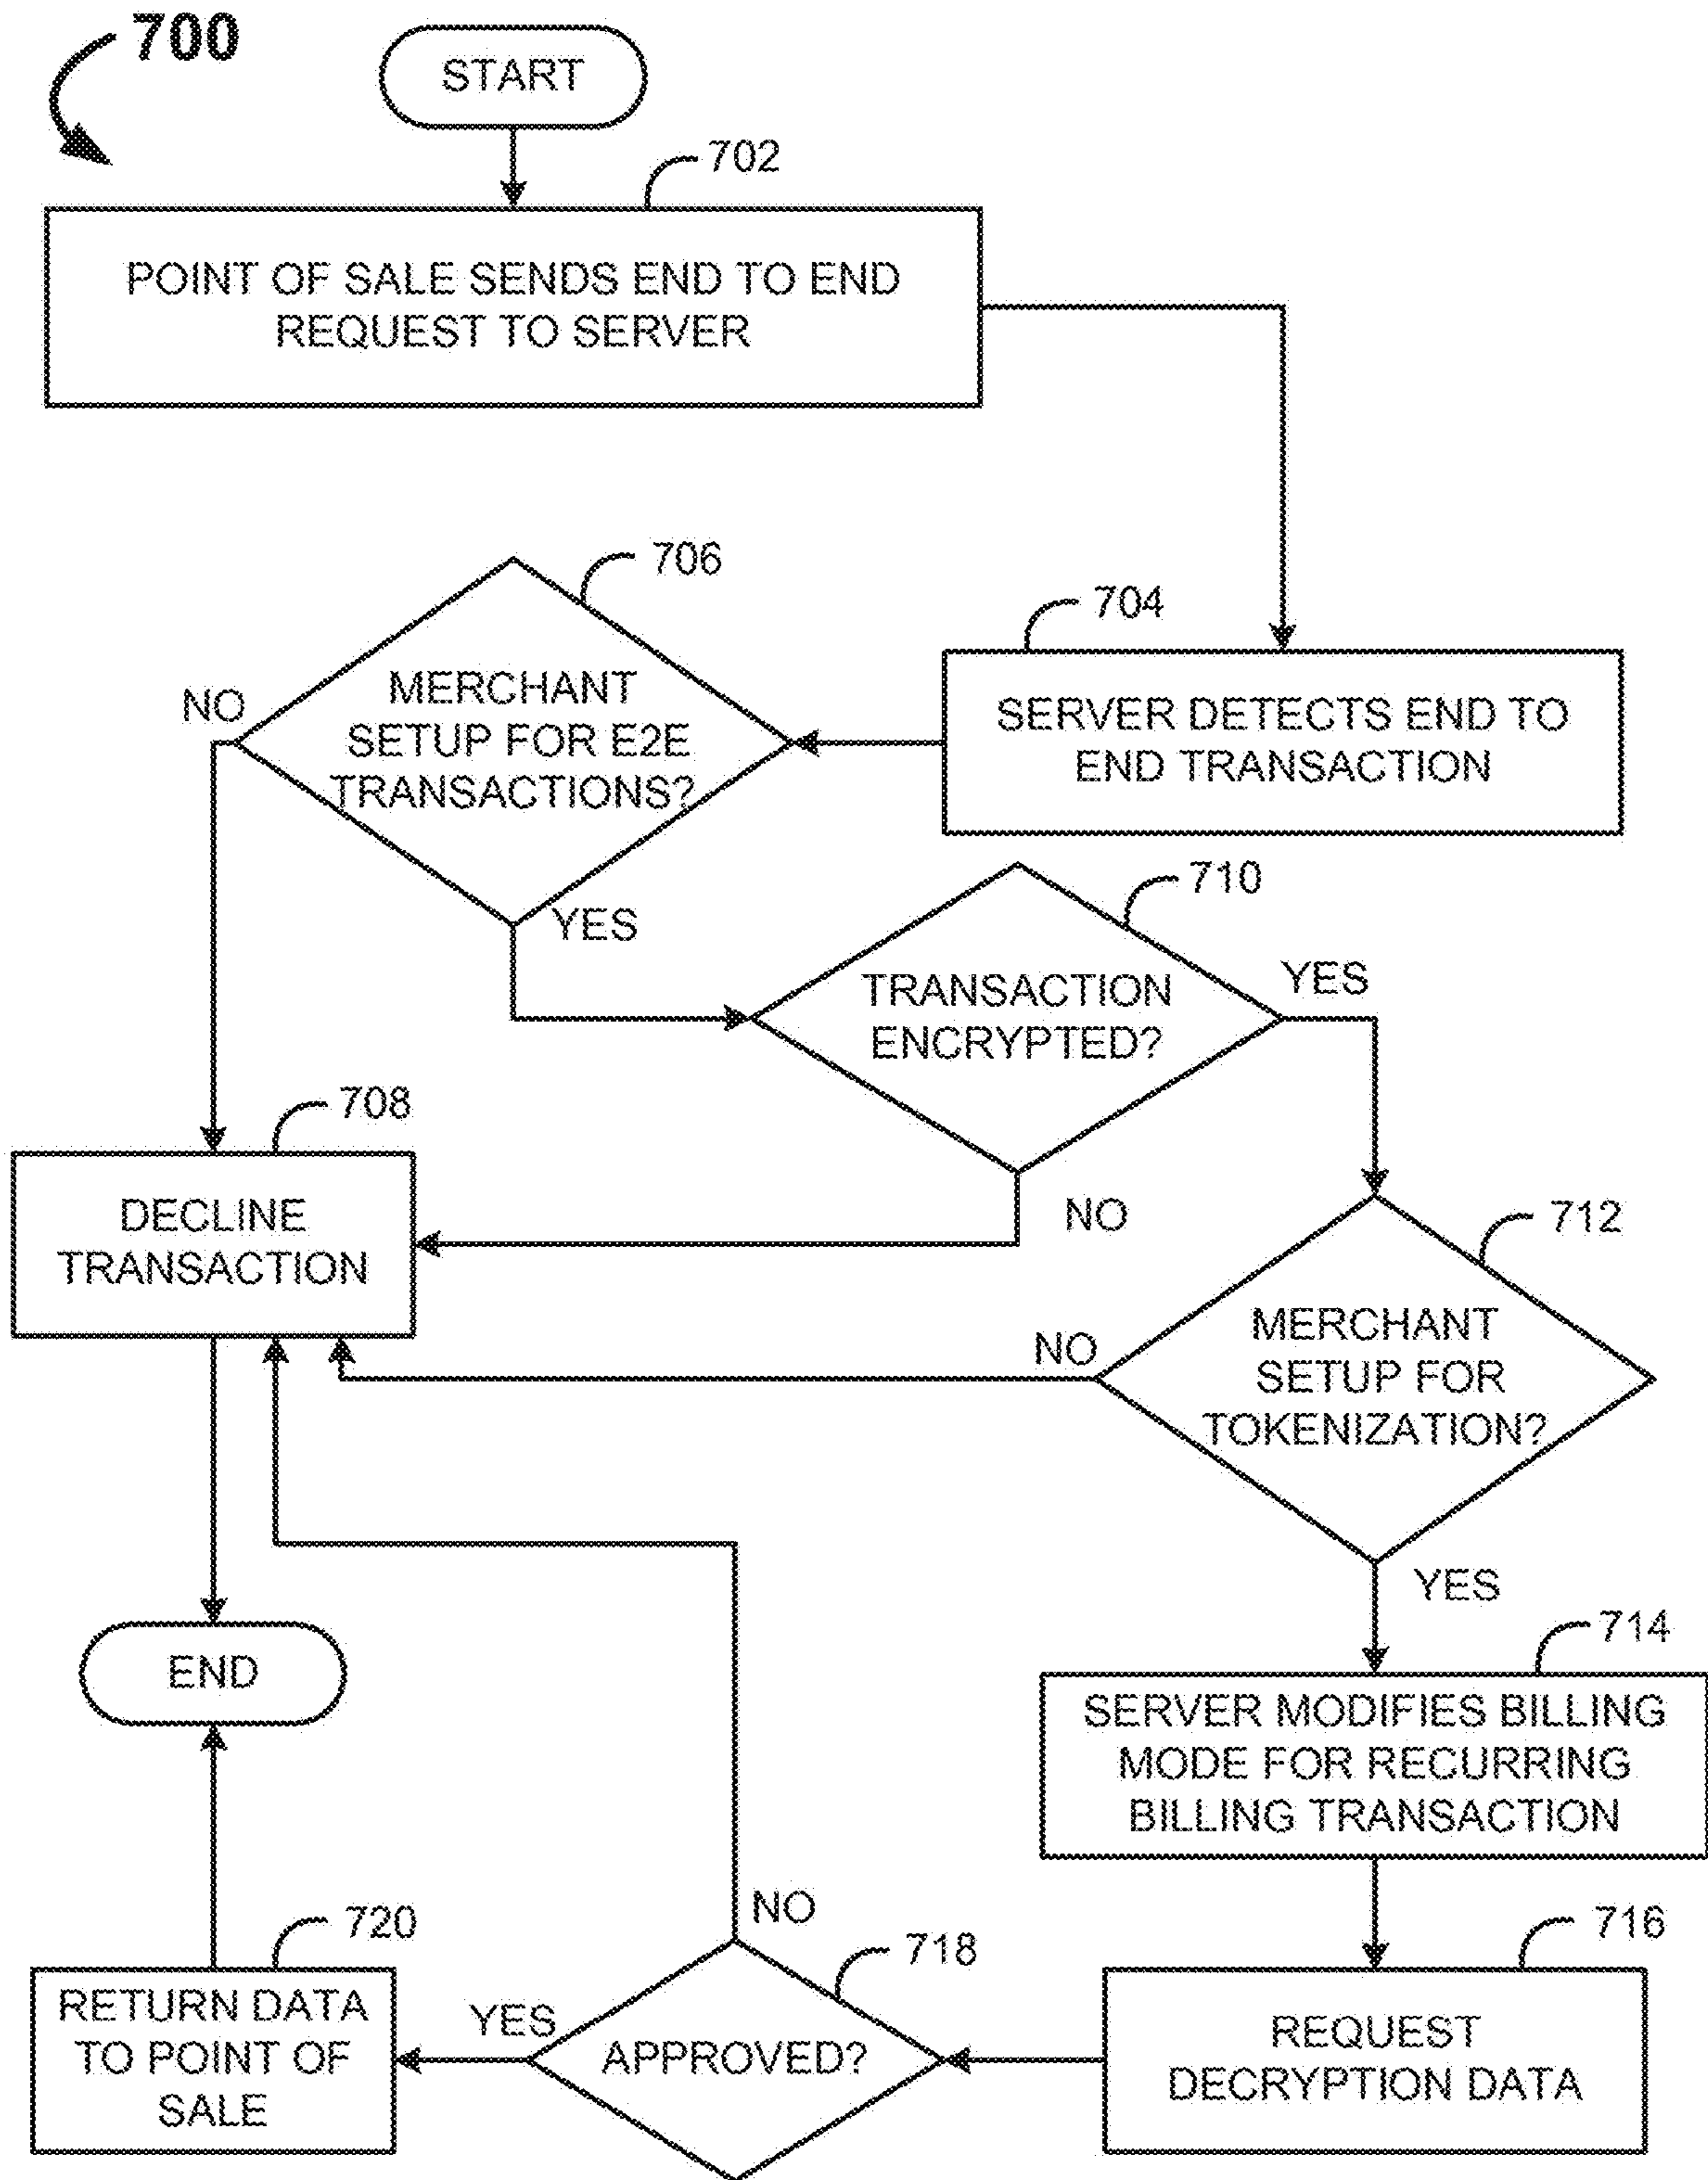 700
START
702
POINT OF SALE SENDS END TO END
REQUEST TO SERVER
706
704
MERCHANT
SETUP FOR E2E
TRANSACTIONS?
NO
SERVER DETECTS END TO
END TRANSACTION
YES
710
TRANSACTION
ENCRYPTED?
YES
708
DECLINE
TRANSACTION
NO
712
MERCHANT
SETUP FOR
TOKENIZATION?
NO
YES
END
714
SERVER MODIFIES BILLING
MODE FOR RECURRING
BILLING TRANSACTION
716
REQUEST
DECRYPTION DATA
NO
718
APPROVED?
YES
720
RETURN DATA
TO POINT OF
SALE